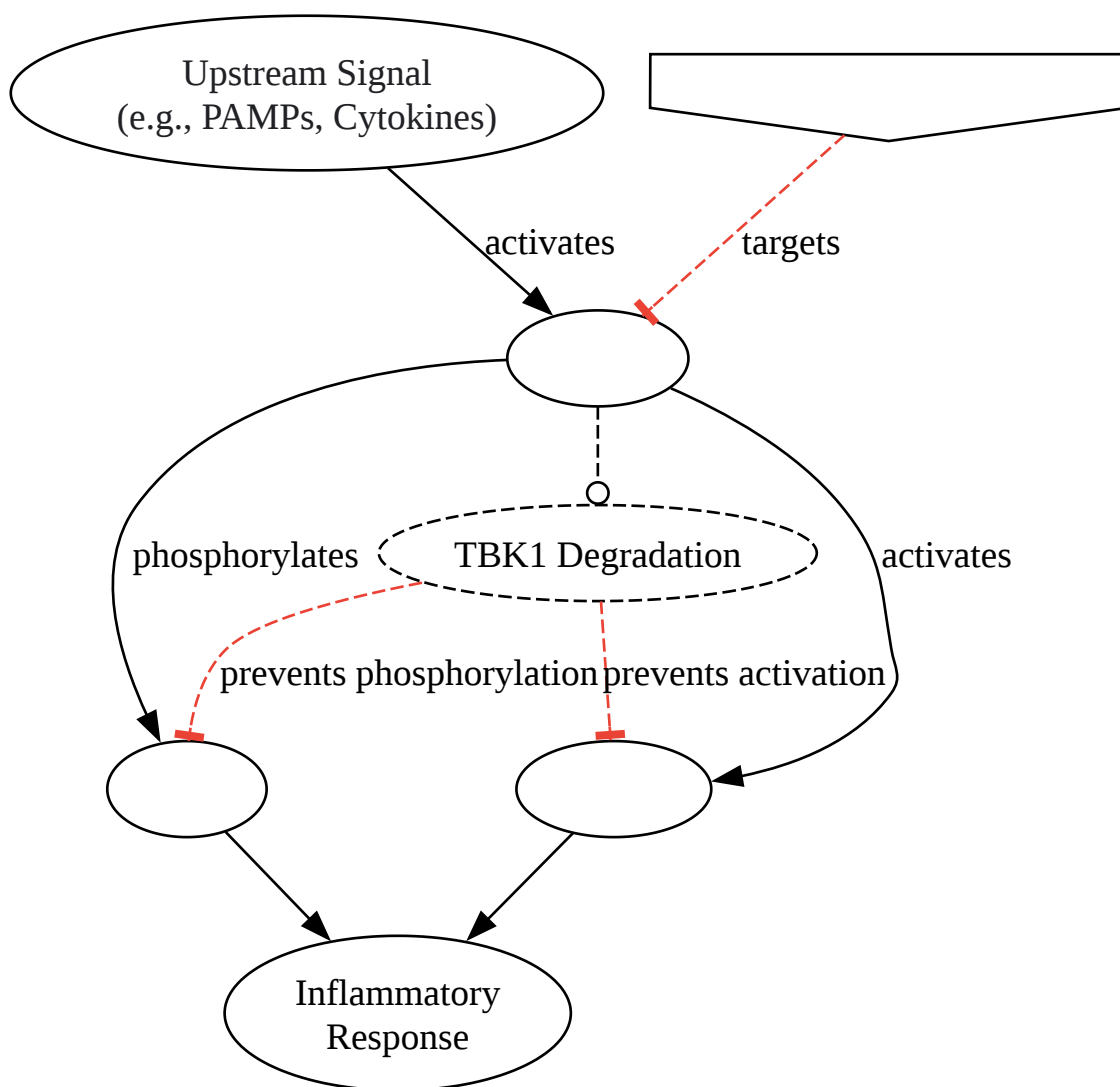 Upstream Signal
(e.g., PAMPs, Cytokines)
activates
targets
phosphorylates
TBK1 Degradation
activates
prevents phosphorylation
prevents activation
Inflammatory
Response